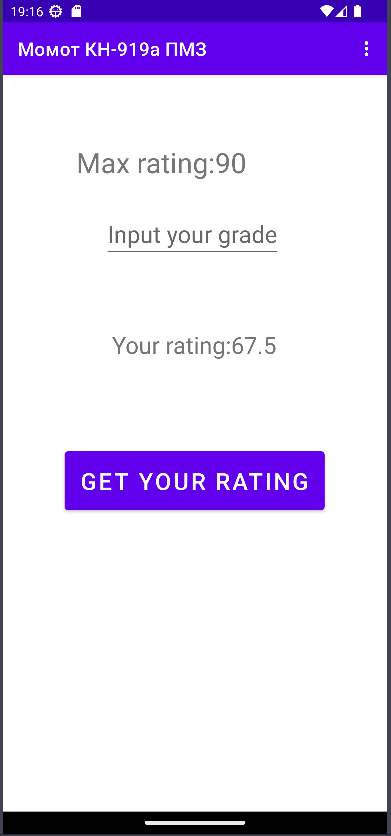 19:16
Момот КН-919а ПМЗ
Max rating:90
Input your grade
Your rating:67.5
GET YOUR RATING